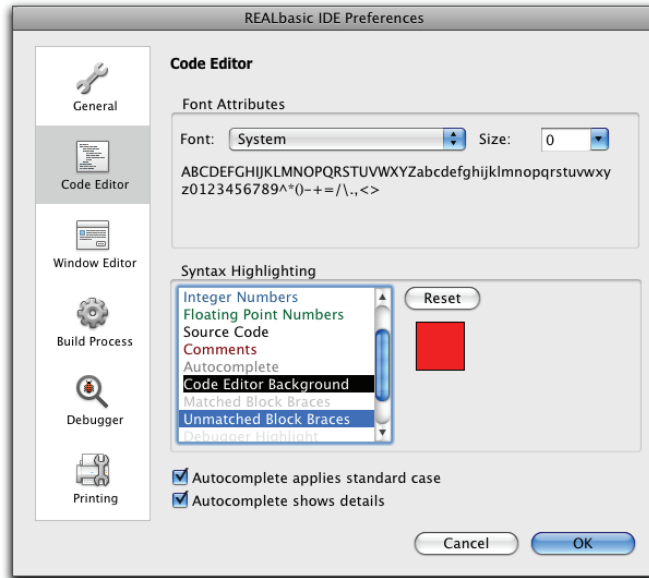 REALbasic IDE Preferences
General
Code Editor
Window Editor
Build Process
Debugger
Printing
Code Editor
Font Attributes
Font: System Size: 0
ABCDEFGHIJKLMNOPQRSTUVWXYZabcdefghijklmnopqrstuvwxy
z0123456789^*()-+=/\.,<>
Syntax Highlighting
Integer Numbers
Floating Point Numbers
Source Code
Comments
Autocomplete
Code Editor Background
Matched Block Braces
Unmatched Block Braces
Debugger Highlight
Reset
Autocomplete applies standard case
Autocomplete shows details
Cancel OK